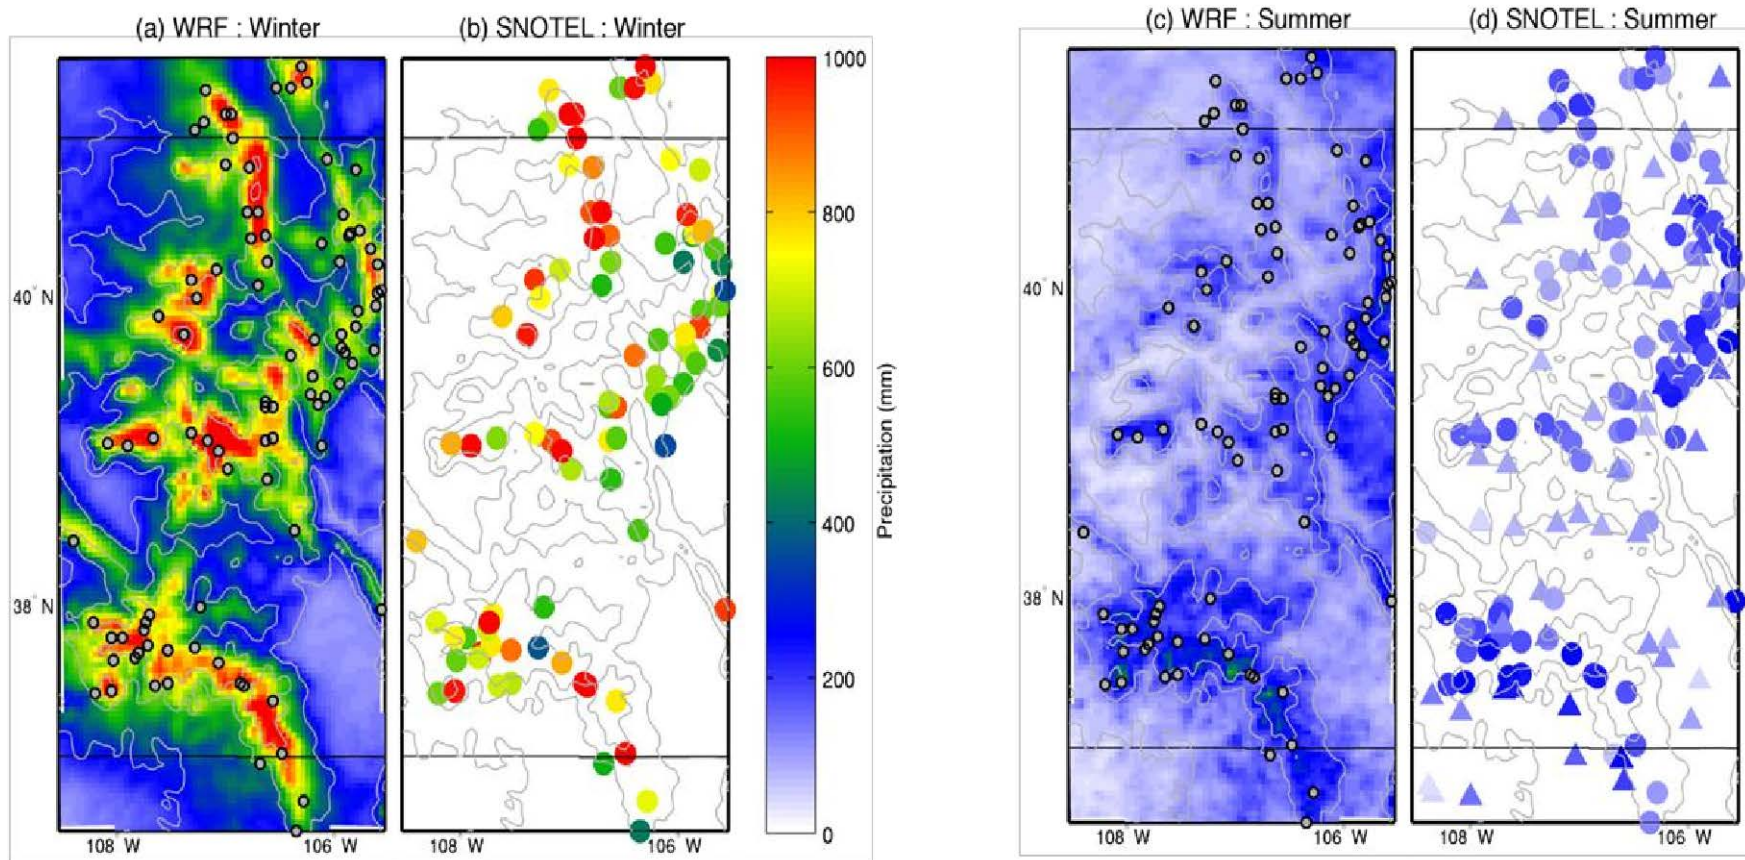 (a) WRF : Winter
(b) SNOTEL : Winter
(c) WRF : Summer
(d) SNOTEL : Summer
1000
800
600
400
200
0
Precipitation (mm)
40° N
38° N
108° W
106° W
108° W
106° W
40° N
38° N
108° W
106° W
108° W
106° W